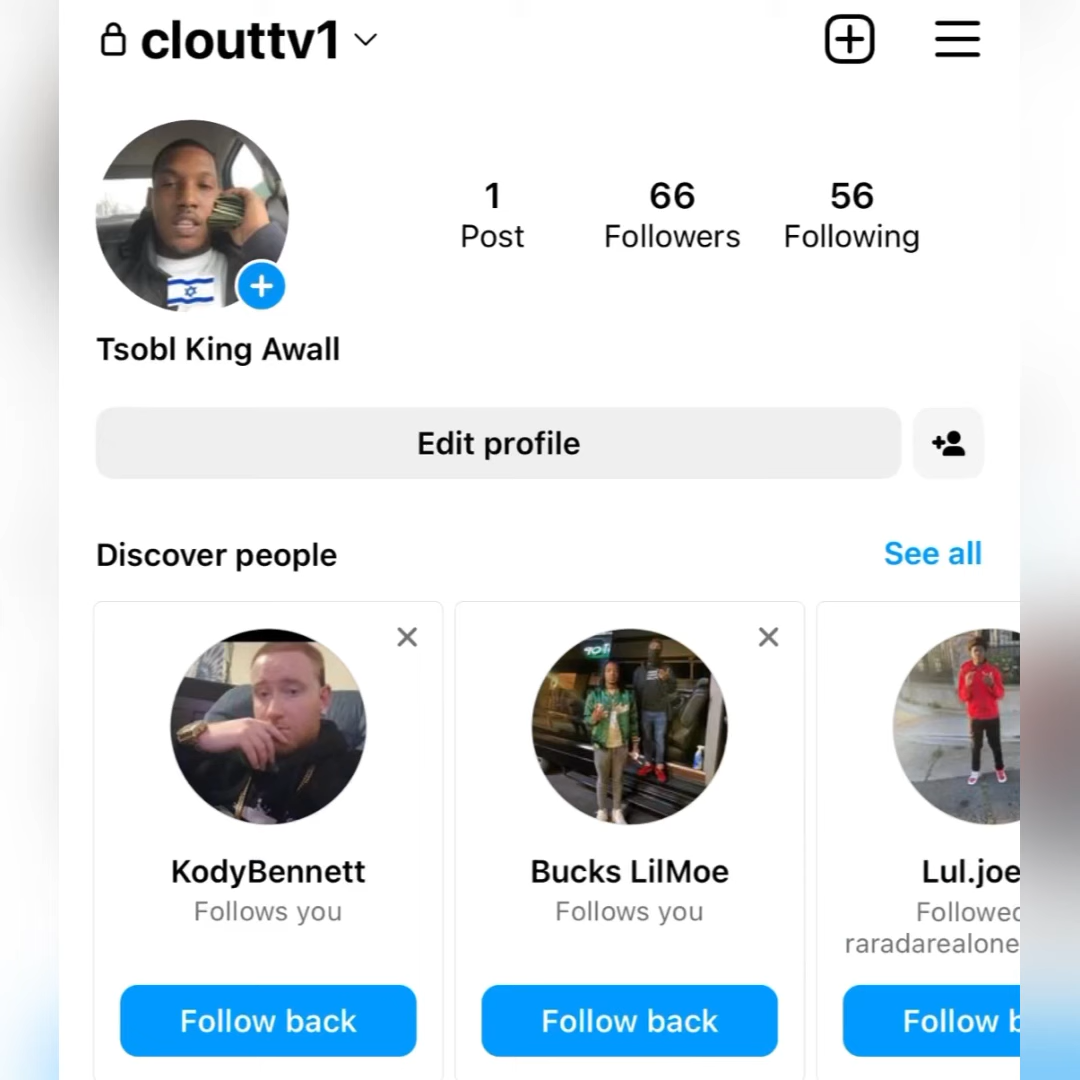 clouttv1
1 66 56
Post Followers Following
Tsobl King Awall
Edit profile
Discover people See all
KodyBennett Bucks LilMoe Lul.joe
Follows you Follows you Followed
raradarealone
Follow back Follow back Follow b